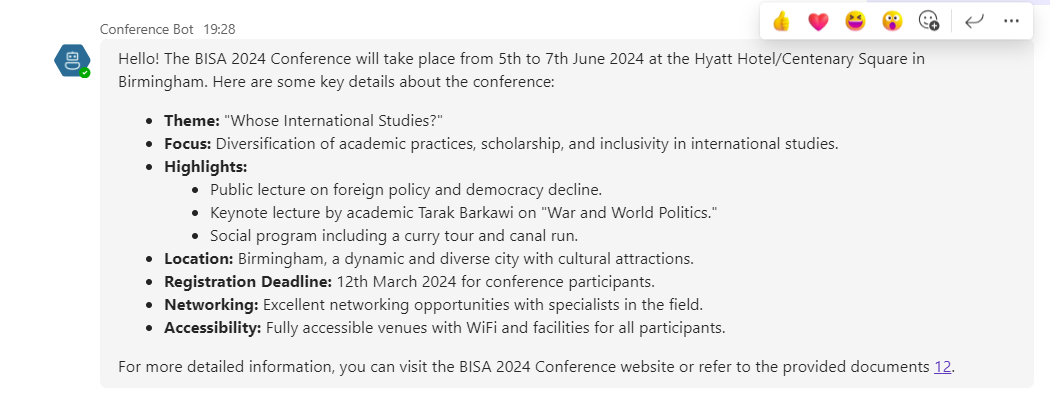 Conference Bot 19:28
Hello! The BISA 2024 Conference will take place from 5th to 7th June 2024 at the Hyatt Hotel/Centenary Square in
Birmingham. Here are some key details about the conference:
• Theme: "Whose International Studies?"
• Focus: Diversification of academic practices, scholarship, and inclusivity in international studies.
• Highlights:
• Public lecture on foreign policy and democracy decline.
• Keynote lecture by academic Tarak Barkawi on "War and World Politics."
• Social program including a curry tour and canal run.
• Location: Birmingham, a dynamic and diverse city with cultural attractions.
• Registration Deadline: 12th March 2024 for conference participants.
• Networking: Excellent networking opportunities with specialists in the field.
• Accessibility: Fully accessible venues with WiFi and facilities for all participants.
For more detailed information, you can visit the BISA 2024 Conference website or refer to the provided documents 12.